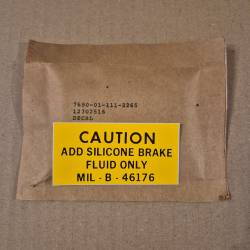 7690-01-111-2265
12302516
DECAL
CAUTION
ADD SILICONE BRAKE
FLUID ONLY
MIL - B - 46176